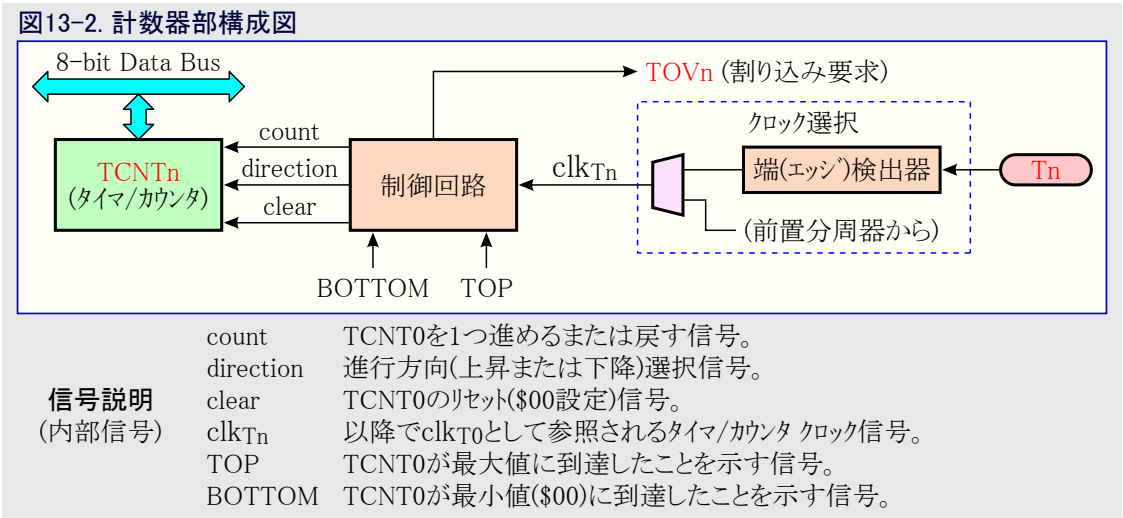 図13-2. 計数器部構成図
8-bit Data Bus
TOVn (割り込み要求)
クロック選択
count
TCNTn
(タイマ/カウンタ)
direction
制御回路
clkTn
端(エッジ)検出器
Tn
clear
(前置分周器から)
BOTTOM TOP
count TCNT0を1つ進めるまたは戻す信号。
direction 進行方向(上昇または下降)選択信号。
信号説明 clear TCNT0のリセット($00設定)信号。
(内部信号) clkTn 以降でclkT0として参照されるタイマ/カウンタ クロック信号。
TOP TCNT0が最大値に到達したことを示す信号。
BOTTOM TCNT0が最小値($00)に到達したことを示す信号。